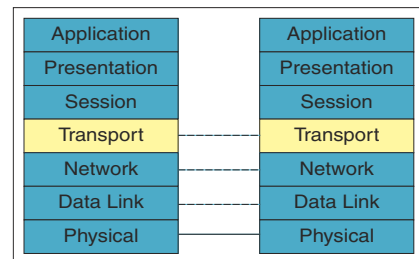 Application Application
Presentation Presentation
Session Session
Transport Transport
Network Network
Data Link Data Link
Physical Physical